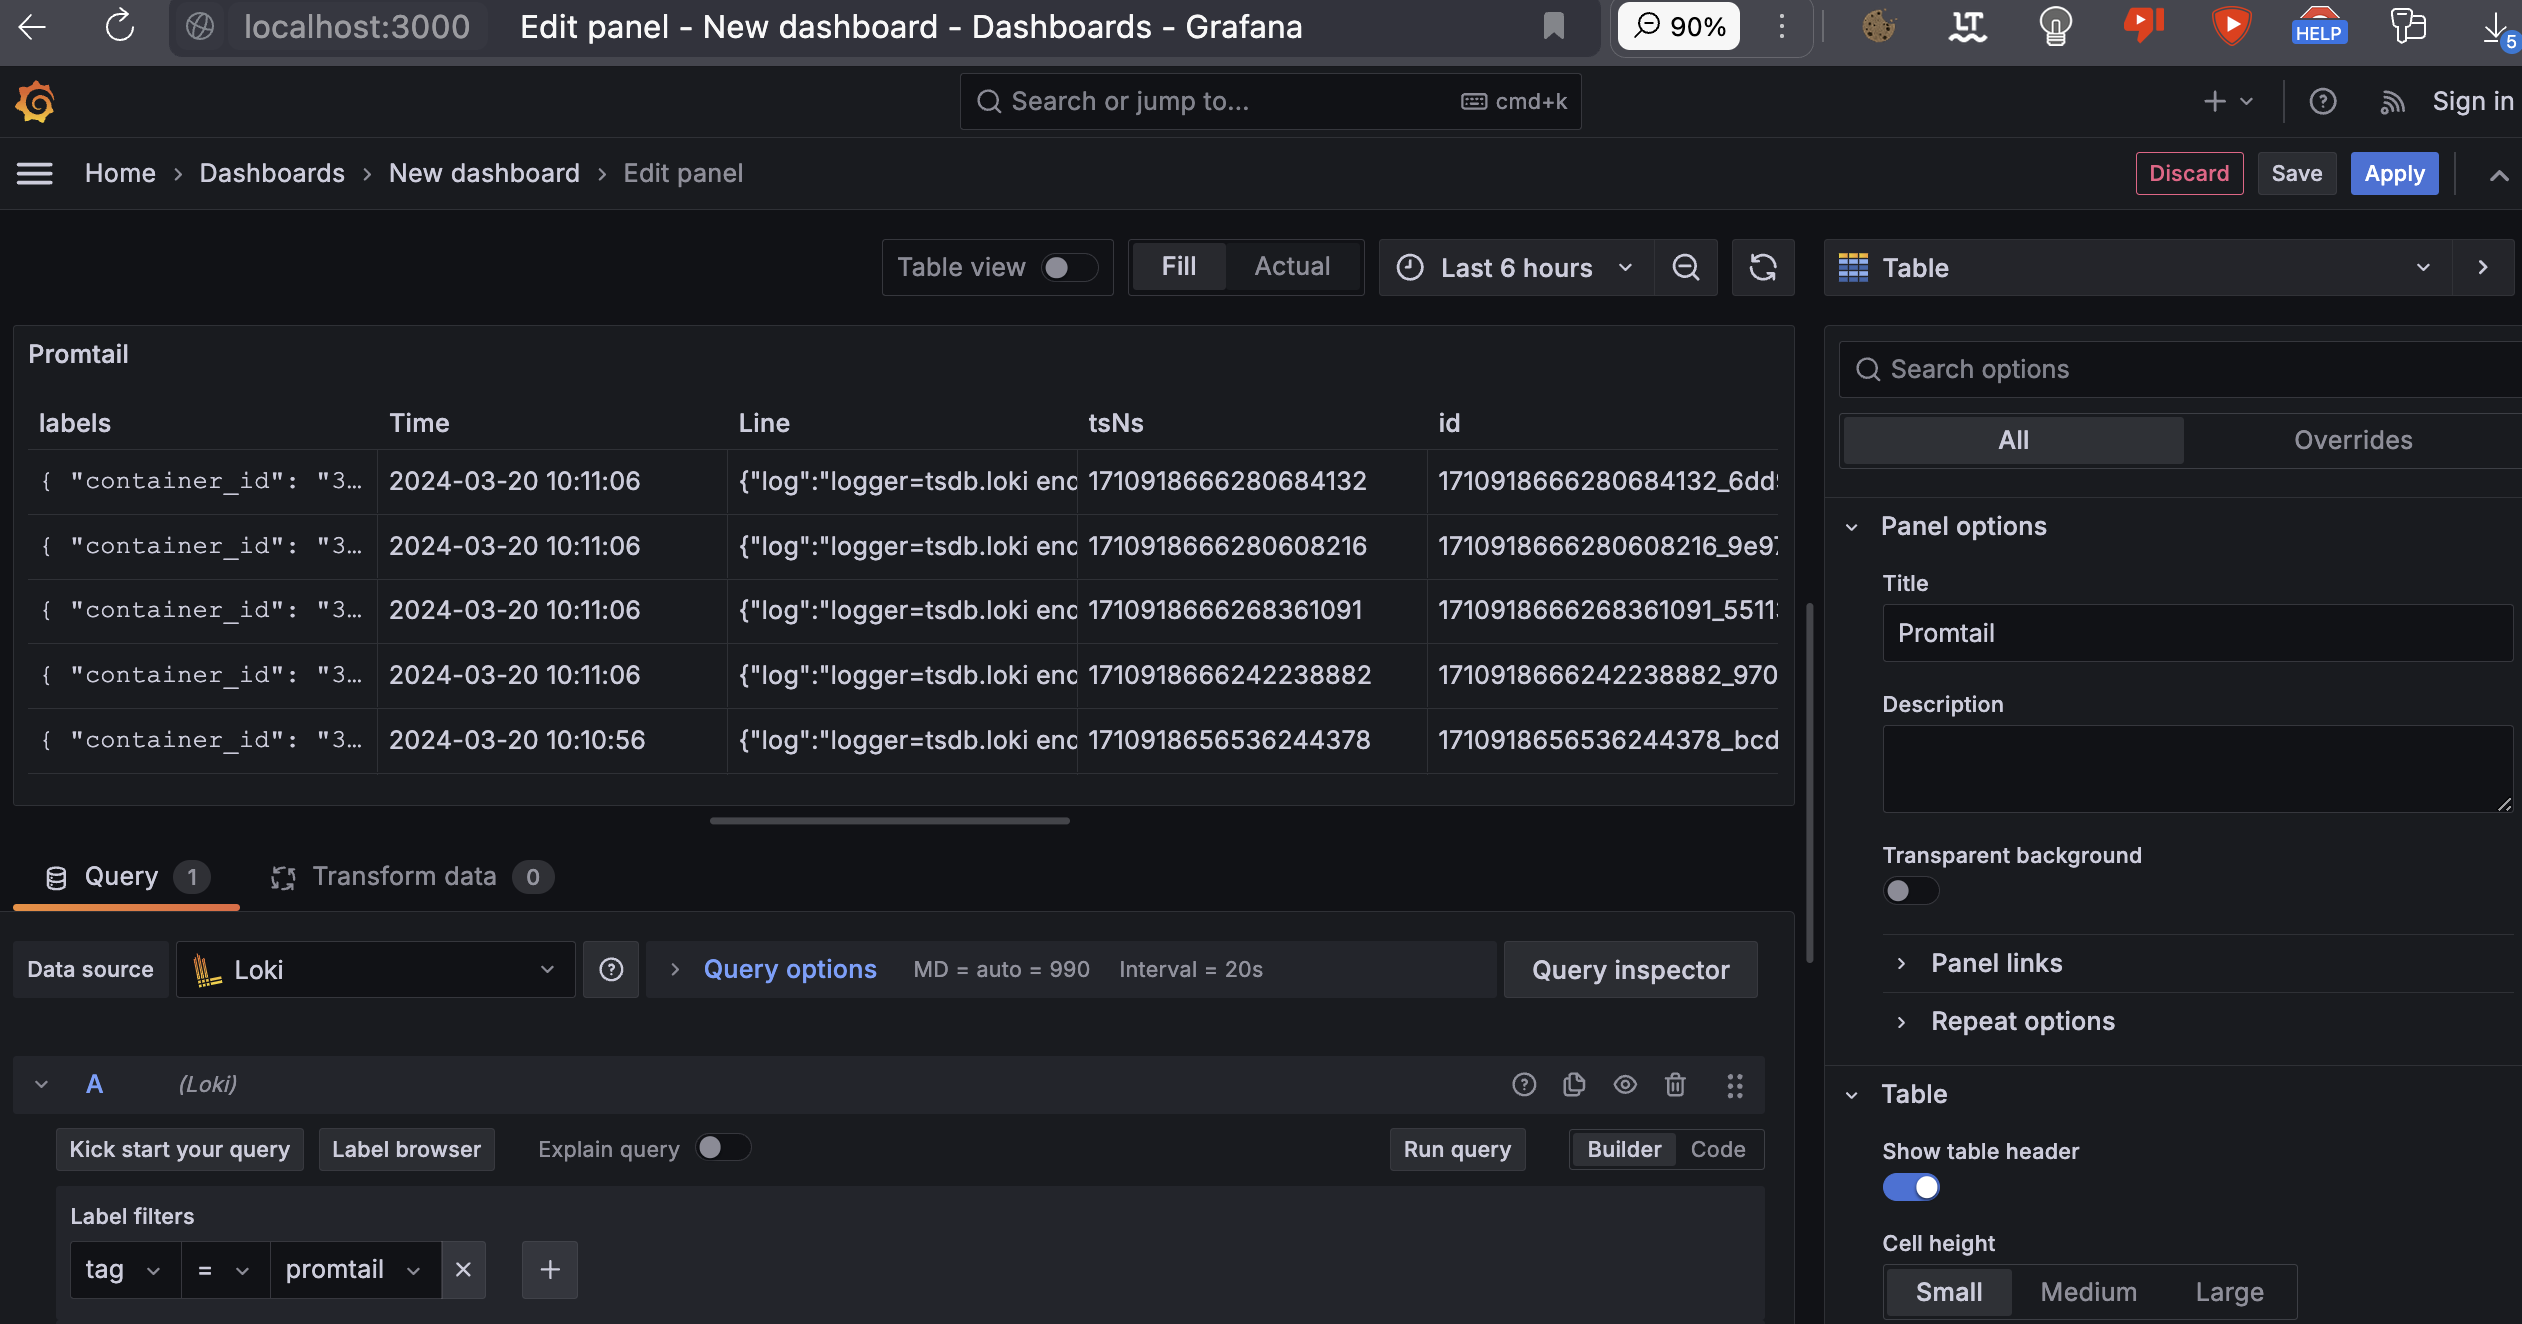 localhost:3000 Edit panel - New dashboard - Dashboards - Grafana 90% LT HELP 5
Search or jump to... cmd+k Sign in
Home › Dashboards › New dashboard › Edit panel Discard Save Apply
Table view Fill Actual Last 6 hours Table
Promtail
labels Time Line tsNs id
{ "container_id": "3… 2024-03-20 10:11:06 {"log":"logger=tsdb.loki end 1710918666280684132 1710918666280684132_6dd9
{ "container_id": "3… 2024-03-20 10:11:06 {"log":"logger=tsdb.loki end 1710918666280608216 1710918666280608216_9e97
{ "container_id": "3… 2024-03-20 10:11:06 {"log":"logger=tsdb.loki end 1710918666268361091 1710918666268361091_5511
{ "container_id": "3… 2024-03-20 10:11:06 {"log":"logger=tsdb.loki end 1710918666242238882 1710918666242238882_970
{ "container_id": "3… 2024-03-20 10:10:56 {"log":"logger=tsdb.loki end 1710918656536244378 1710918656536244378_bcd
Query 1 Transform data 0
Data source Loki Query options MD = auto = 990 Interval = 20s Query inspector
A (Loki)
Kick start your query Label browser Explain query Run query Builder Code
Label filters
tag = promtail
Search options
All Overrides
Panel options
Title
Promtail
Description
Transparent background
Panel links
Repeat options
Table
Show table header
Cell height
Small Medium Large